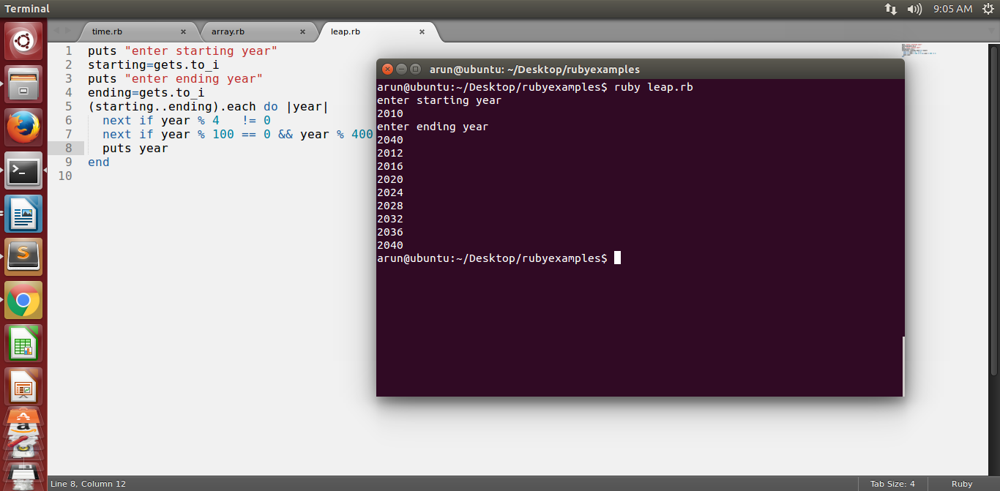 Terminal
9:05 AM
time.rb
array.rb
leap.rb
1 puts "enter starting year"
2 starting=gets.to_i
3 puts "enter ending year"
4 ending=gets.to_i
5 (starting..ending).each do |year|
6 next if year % 4   != 0
7 next if year % 100 == 0 && year % 400
8 puts year
9 end
10
arun@ubuntu: ~/Desktop/rubyexamples
arun@ubuntu:~/Desktop/rubyexamples$ ruby leap.rb
enter starting year
2010
enter ending year
2040
2012
2016
2020
2024
2028
2032
2036
2040
arun@ubuntu:~/Desktop/rubyexamples$
Line 8, Column 12
Tab Size: 4
Ruby